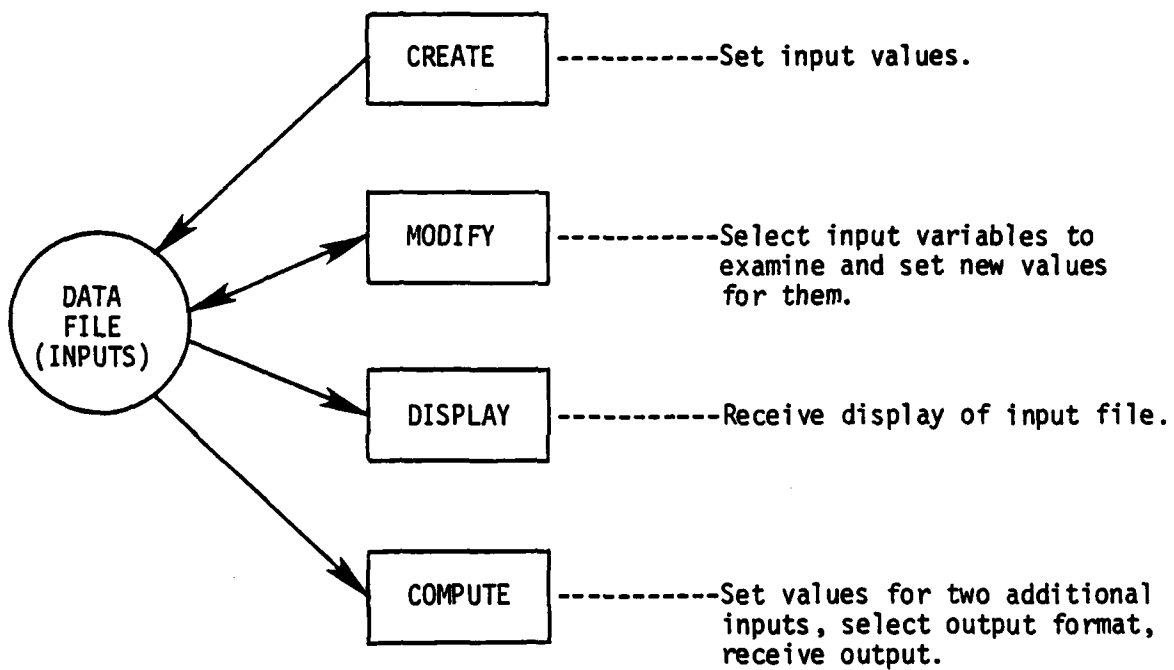 CREATE
Set input values.
MODIFY
Select input variables to
examine and set new values
for them.
DATA
FILE
(INPUTS)
DISPLAY
Receive display of input file.
COMPUTE
Set values for two additional
inputs, select output format,
receive output.